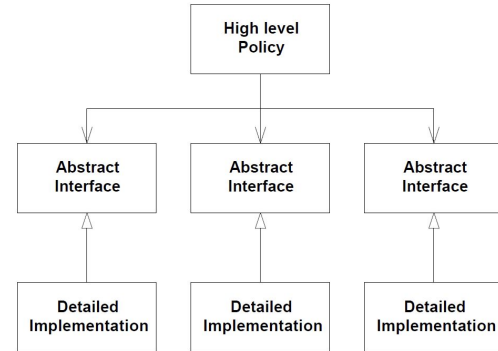 High level
Policy
Abstract
Interface
Abstract
Interface
Abstract
Interface
Detailed
Implementation
Detailed
Implementation
Detailed
Implementation